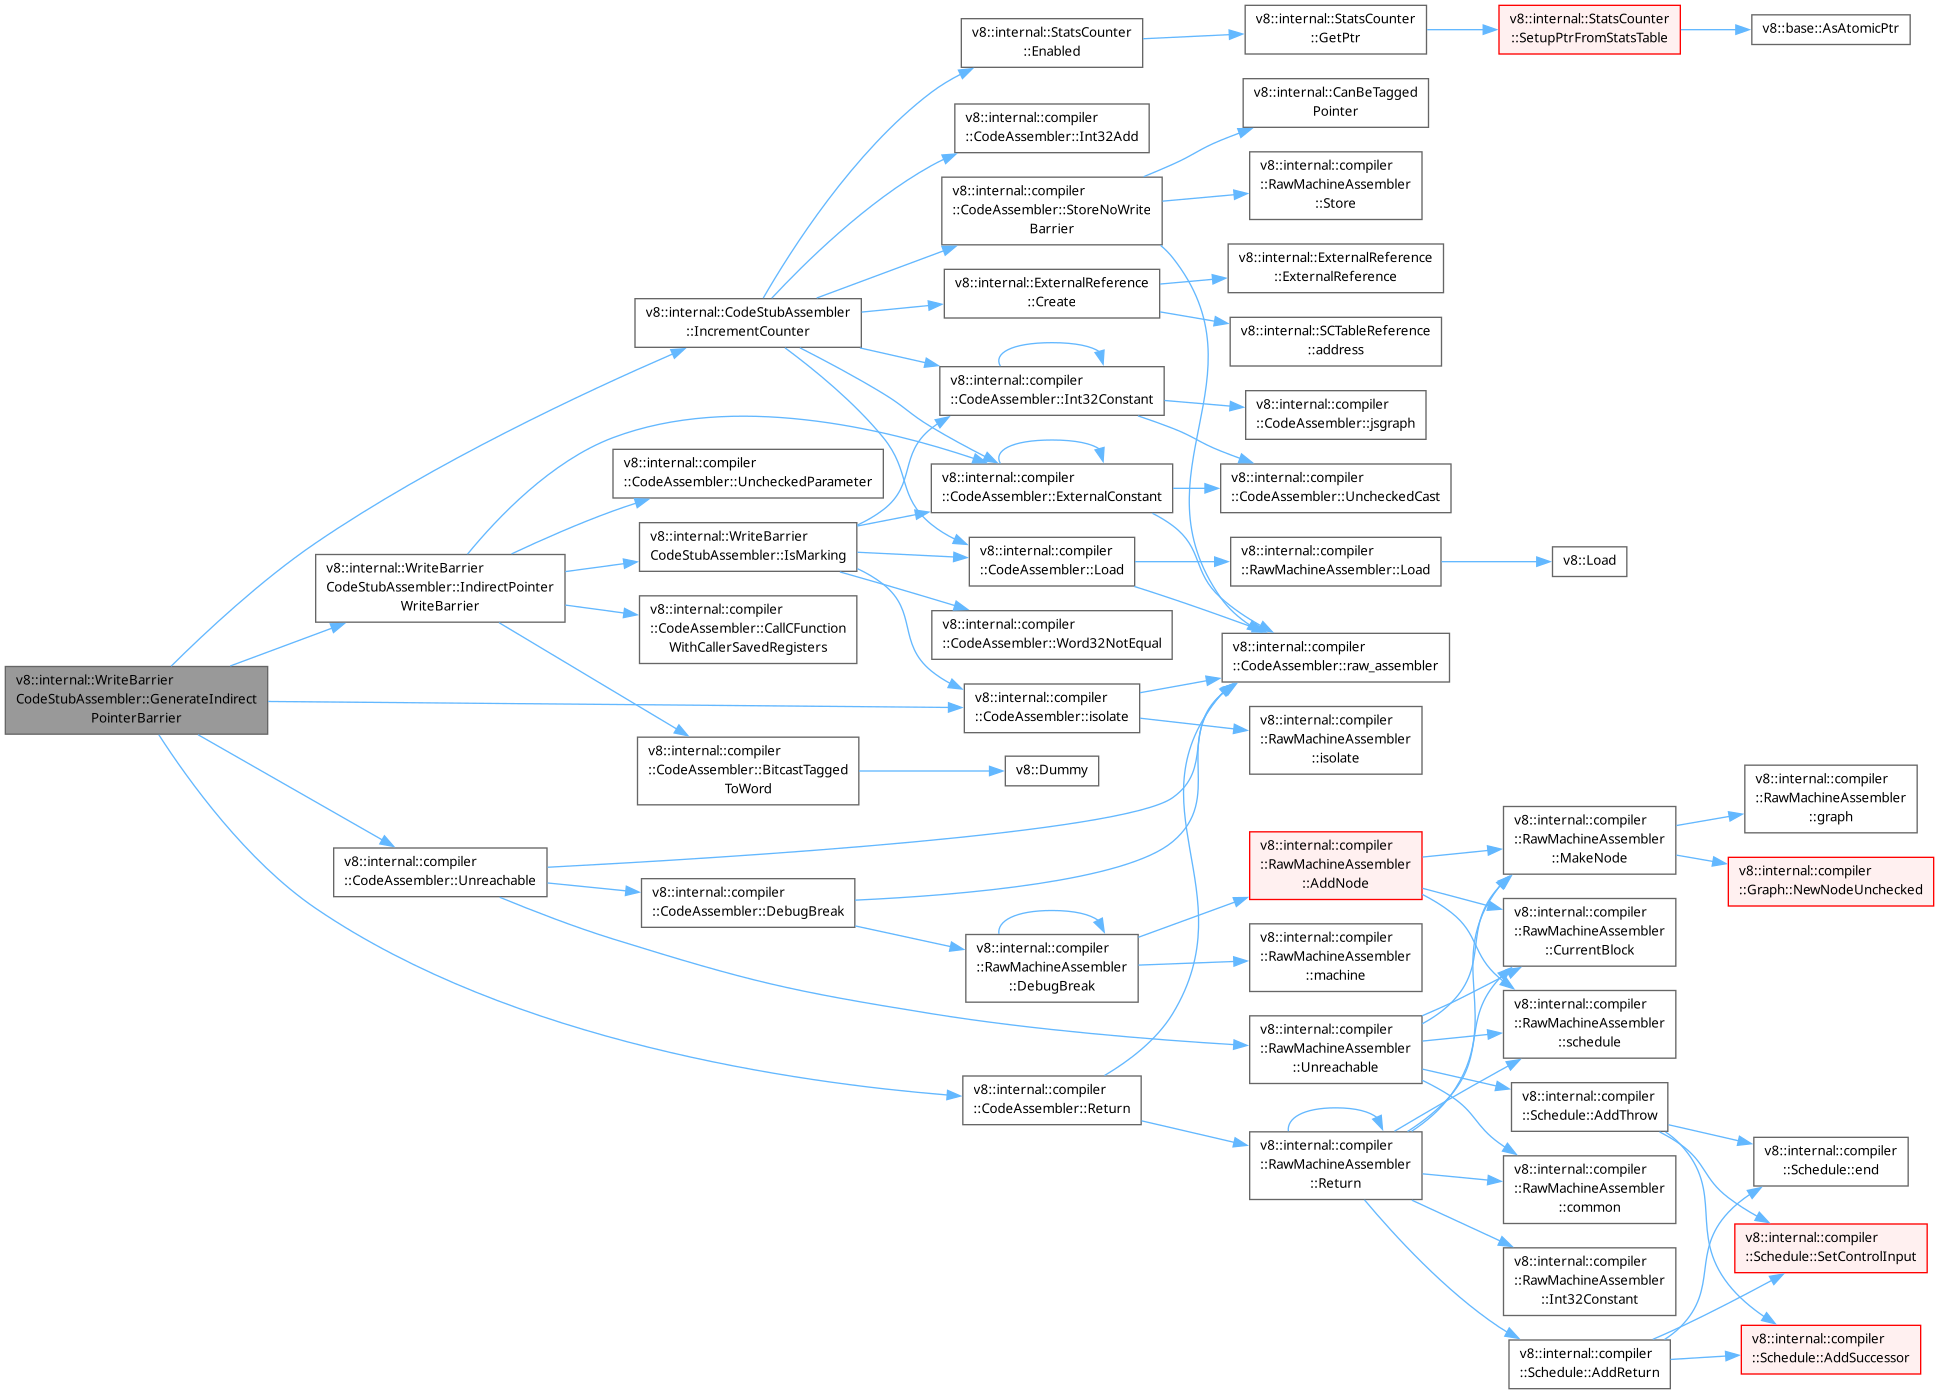 v8::internal::WriteBarrier
CodeStubAssembler::GenerateIndirect
PointerBarrier
v8::internal::CodeStubAssembler
::IncrementCounter
v8::internal::WriteBarrier
CodeStubAssembler::IndirectPointer
WriteBarrier
v8::internal::compiler
::CodeAssembler::Unreachable
v8::internal::compiler
::CodeAssembler::UncheckedParameter
v8::internal::WriteBarrier
CodeStubAssembler::IsMarking
v8::internal::compiler
::CodeAssembler::CallCFunction
WithCallerSavedRegisters
v8::internal::compiler
::CodeAssembler::BitcastTagged
ToWord
v8::internal::compiler
::CodeAssembler::DebugBreak
v8::internal::StatsCounter
::Enabled
v8::internal::compiler
::CodeAssembler::Int32Add
v8::internal::compiler
::CodeAssembler::StoreNoWrite
Barrier
v8::internal::ExternalReference
::Create
v8::internal::compiler
::CodeAssembler::Int32Constant
v8::internal::compiler
::CodeAssembler::ExternalConstant
v8::internal::compiler
::CodeAssembler::Load
v8::internal::compiler
::CodeAssembler::Word32NotEqual
v8::internal::compiler
::CodeAssembler::isolate
v8::Dummy
v8::internal::compiler
::RawMachineAssembler
::DebugBreak
v8::internal::compiler
::CodeAssembler::Return
v8::internal::StatsCounter
::GetPtr
v8::internal::CanBeTagged
Pointer
v8::internal::compiler
::RawMachineAssembler
::Store
v8::internal::ExternalReference
::ExternalReference
v8::internal::SCTableReference
::address
v8::internal::compiler
::CodeAssembler::jsgraph
v8::internal::compiler
::CodeAssembler::UncheckedCast
v8::internal::compiler
::RawMachineAssembler::Load
v8::internal::compiler
::CodeAssembler::raw_assembler
v8::internal::compiler
::RawMachineAssembler
::isolate
v8::internal::compiler
::RawMachineAssembler
::AddNode
v8::internal::compiler
::RawMachineAssembler
::machine
v8::internal::compiler
::RawMachineAssembler
::Unreachable
v8::internal::compiler
::RawMachineAssembler
::Return
v8::internal::StatsCounter
::SetupPtrFromStatsTable
v8::Load
v8::internal::compiler
::RawMachineAssembler
::MakeNode
v8::internal::compiler
::RawMachineAssembler
::CurrentBlock
v8::internal::compiler
::RawMachineAssembler
::schedule
v8::internal::compiler
::Schedule::AddThrow
v8::internal::compiler
::RawMachineAssembler
::common
v8::internal::compiler
::RawMachineAssembler
::Int32Constant
v8::internal::compiler
::Schedule::AddReturn
v8::base::AsAtomicPtr
v8::internal::compiler
::RawMachineAssembler
::graph
v8::internal::compiler
::Graph::NewNodeUnchecked
v8::internal::compiler
::Schedule::end
v8::internal::compiler
::Schedule::SetControlInput
v8::internal::compiler
::Schedule::AddSuccessor